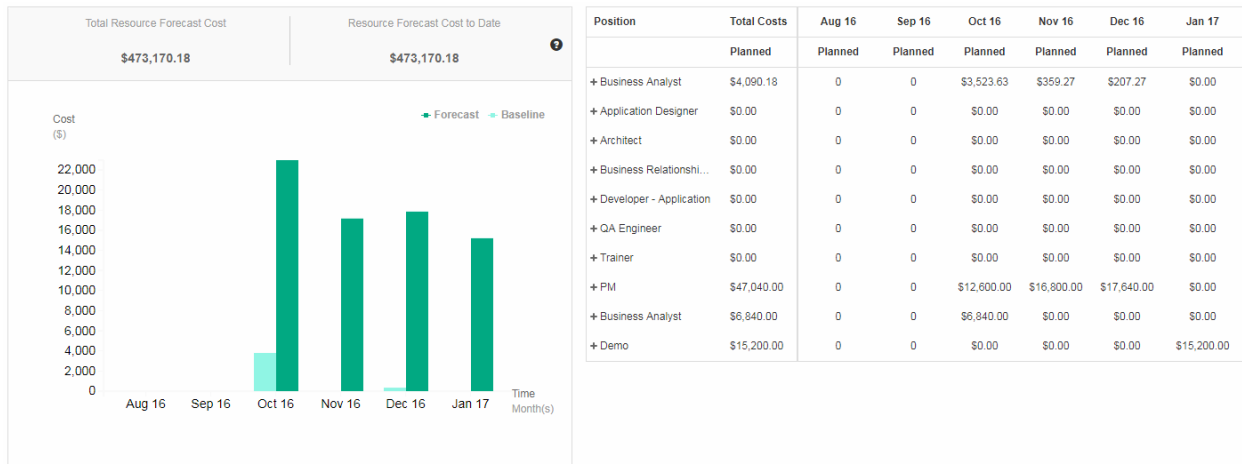 Total Resource Forecast Cost
Resource Forecast Cost to Date
$473,170.18
$473,170.18
?
Cost
($)
Forecast Baseline
22,000
20,000
18,000
16,000
14,000
12,000
10,000
8,000
6,000
4,000
2,000
0
Aug 16 Sep 16 Oct 16 Nov 16 Dec 16 Jan 17
Time
Month(s)
Position Total Costs Aug 16 Sep 16 Oct 16 Nov 16 Dec 16 Jan 17
Planned Planned Planned Planned Planned Planned Planned
+ Business Analyst $4,090.18 0 0 $3,523.63 $359.27 $207.27 $0.00
+ Application Designer $0.00 0 0 $0.00 $0.00 $0.00 $0.00
+ Architect $0.00 0 0 $0.00 $0.00 $0.00 $0.00
+ Business Relationshi... $0.00 0 0 $0.00 $0.00 $0.00 $0.00
+ Developer - Application $0.00 0 0 $0.00 $0.00 $0.00 $0.00
+ QA Engineer $0.00 0 0 $0.00 $0.00 $0.00 $0.00
+ Trainer $0.00 0 0 $0.00 $0.00 $0.00 $0.00
+ PM $47,040.00 0 0 $12,600.00 $16,800.00 $17,640.00 $0.00
+ Business Analyst $6,840.00 0 0 $6,840.00 $0.00 $0.00 $0.00
+ Demo $15,200.00 0 0 $0.00 $0.00 $0.00 $15,200.00